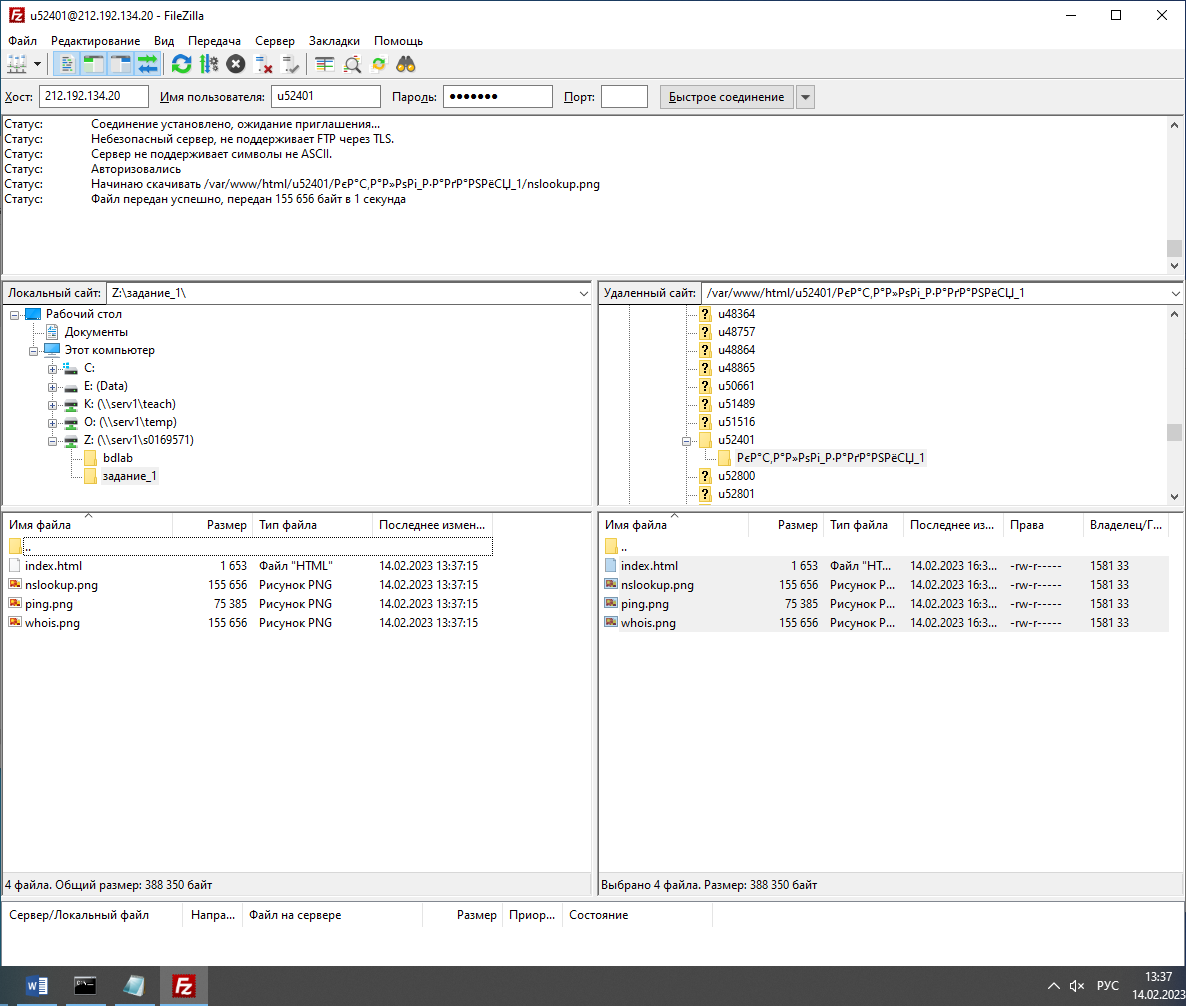 u52401@212.192.134.20 - FileZilla
Файл Редактирование Вид Передача Сервер Закладки Помощь
Хост: 212.192.134.20 Имя пользователя: u52401 Пароль: ●●●●●●● Порт: Быстрое соединение
Статус: Соединение установлено, ожидание приглашения...
Статус: Небезопасный сервер, не поддерживает FTP через TLS.
Статус: Сервер не поддерживает символы не ASCII.
Статус: Авторизовались
Статус: Начинаю скачивать /var/www/html/u52401/РєР°С‚Р°Р»РѕРі_Р·Р°РґР°РЅРёСЏ_1/nslookup.png
Статус: Файл передан успешно, передан 155 656 байт в 1 секунда
Локальный сайт: Z:\задание_1\
Рабочий стол
Документы
Этот компьютер
C:
E: (Data)
K: (\\serv1\teach)
O: (\\serv1\temp)
Z: (\\serv1\s0169571)
bdlab
задание_1
Удаленный сайт: /var/www/html/u52401/РєР°С‚Р°Р»РѕРі_Р·Р°РґР°РЅРёСЏ_1
u48364
u48757
u48864
u48865
u50661
u51489
u51516
u52401
РєР°С‚Р°Р»РѕРі_Р·Р°РґР°РЅРёСЏ_1
u52800
u52801
Имя файла Размер Тип файла Последнее измен...
..
index.html 1 653 Файл "HTML" 14.02.2023 13:37:15
nslookup.png 155 656 Рисунок PNG 14.02.2023 13:37:15
ping.png 75 385 Рисунок PNG 14.02.2023 13:37:15
whois.png 155 656 Рисунок PNG 14.02.2023 13:37:15
4 файла. Общий размер: 388 350 байт
Имя файла Размер Тип файла Последнее из... Права Владелец/Г...
..
index.html 1 653 Файл "HT... 14.02.2023 16:3... -rw-r----- 1581 33
nslookup.png 155 656 Рисунок P... 14.02.2023 16:3... -rw-r----- 1581 33
ping.png 75 385 Рисунок P... 14.02.2023 16:3... -rw-r----- 1581 33
whois.png 155 656 Рисунок P... 14.02.2023 16:3... -rw-r----- 1581 33
Выбрано 4 файла. Размер: 388 350 байт
Сервер/Локальный файл Напра... Файл на сервере Размер Приор... Состояние
РУС
13:37
14.02.2023